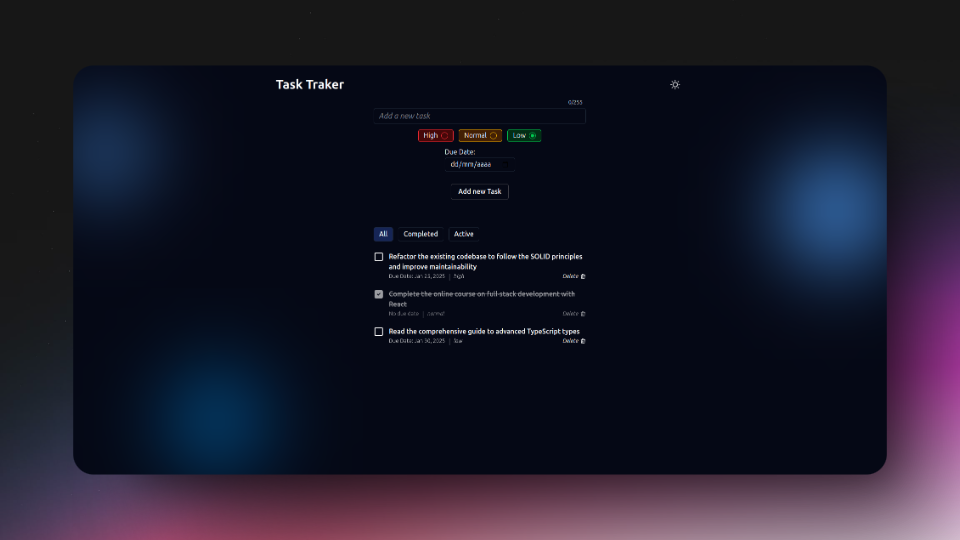 Task Traker
0/255
Add a new task
High
Normal
Low
Due Date:
dd/mm/aaaa
Add new Task
All
Completed
Active
Refactor the existing codebase to follow the SOLID principles
and improve maintainability
Due Date: Jan 23, 2025 | high
Delete
Complete the online course on full-stack development with
React
No due date | normal
Delete
Read the comprehensive guide to advanced TypeScript types
Due Date: Jan 30, 2025 | low
Delete